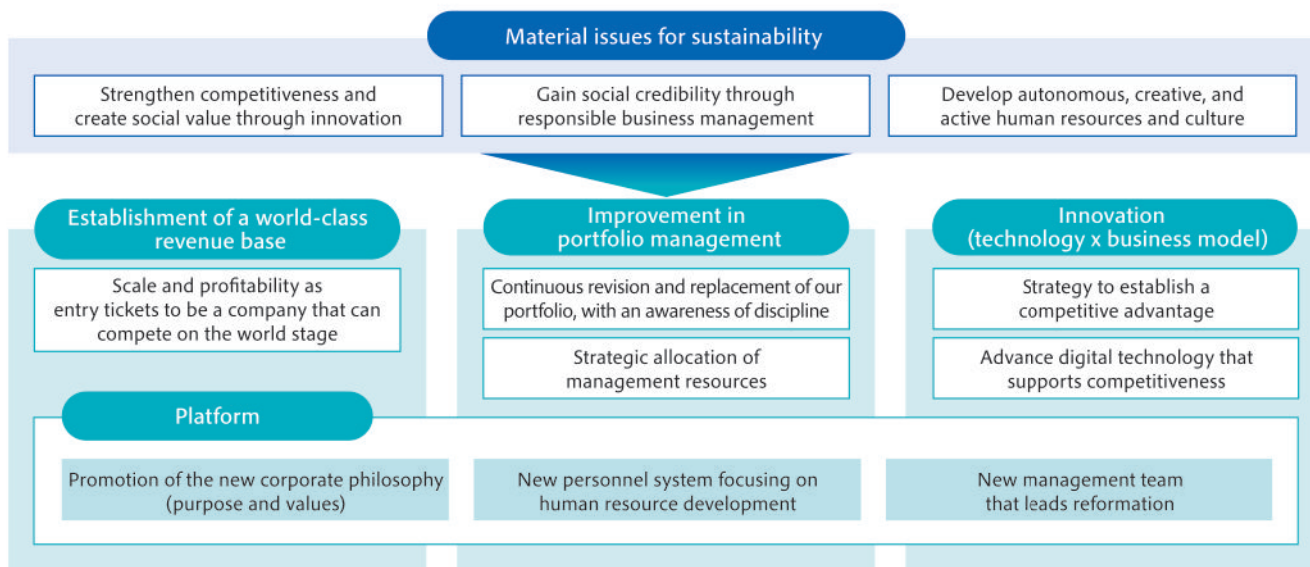 Material issues for sustainability
Strengthen competitiveness and
create social value through innovation
Gain social credibility through
responsible business management
Develop autonomous, creative, and
active human resources and culture
Establishment of a world-class
revenue base
Scale and profitability as
entry tickets to be a company that can
compete on the world stage
Improvement in
portfolio management
Continuous revision and replacement of our
portfolio, with an awareness of discipline
Strategic allocation of
management resources
Innovation
(technology x business model)
Strategy to establish a
competitive advantage
Advance digital technology that
supports competitiveness
Platform
Promotion of the new corporate philosophy
(purpose and values)
New personnel system focusing on
human resource development
New management team
that leads reformation